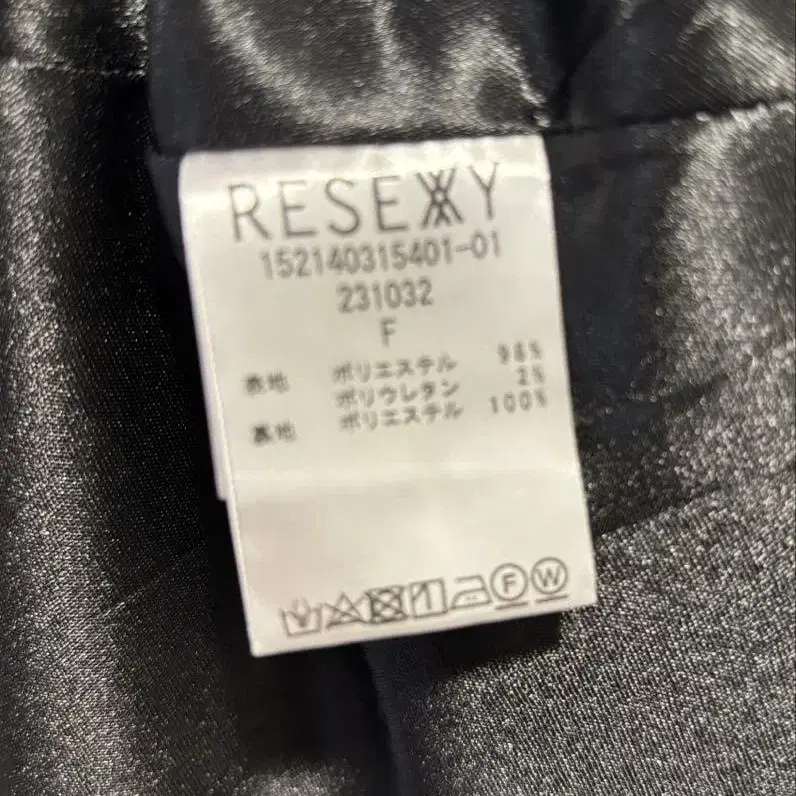 RESEXXY
152140315401-01
231032
F
表地 ポリエステル 98%
ポリウレタン 2%
裏地 ポリエステル 100%
F W